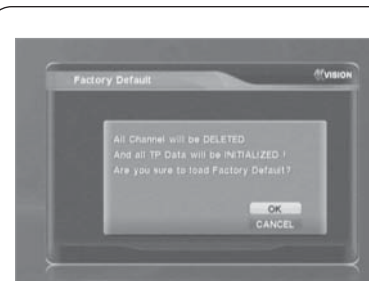 Factory Default
VISION
All Channel will be DELETED
And all TP Data will be INITIALIZED !
Are you sure to load Factory Default?
OK
CANCEL